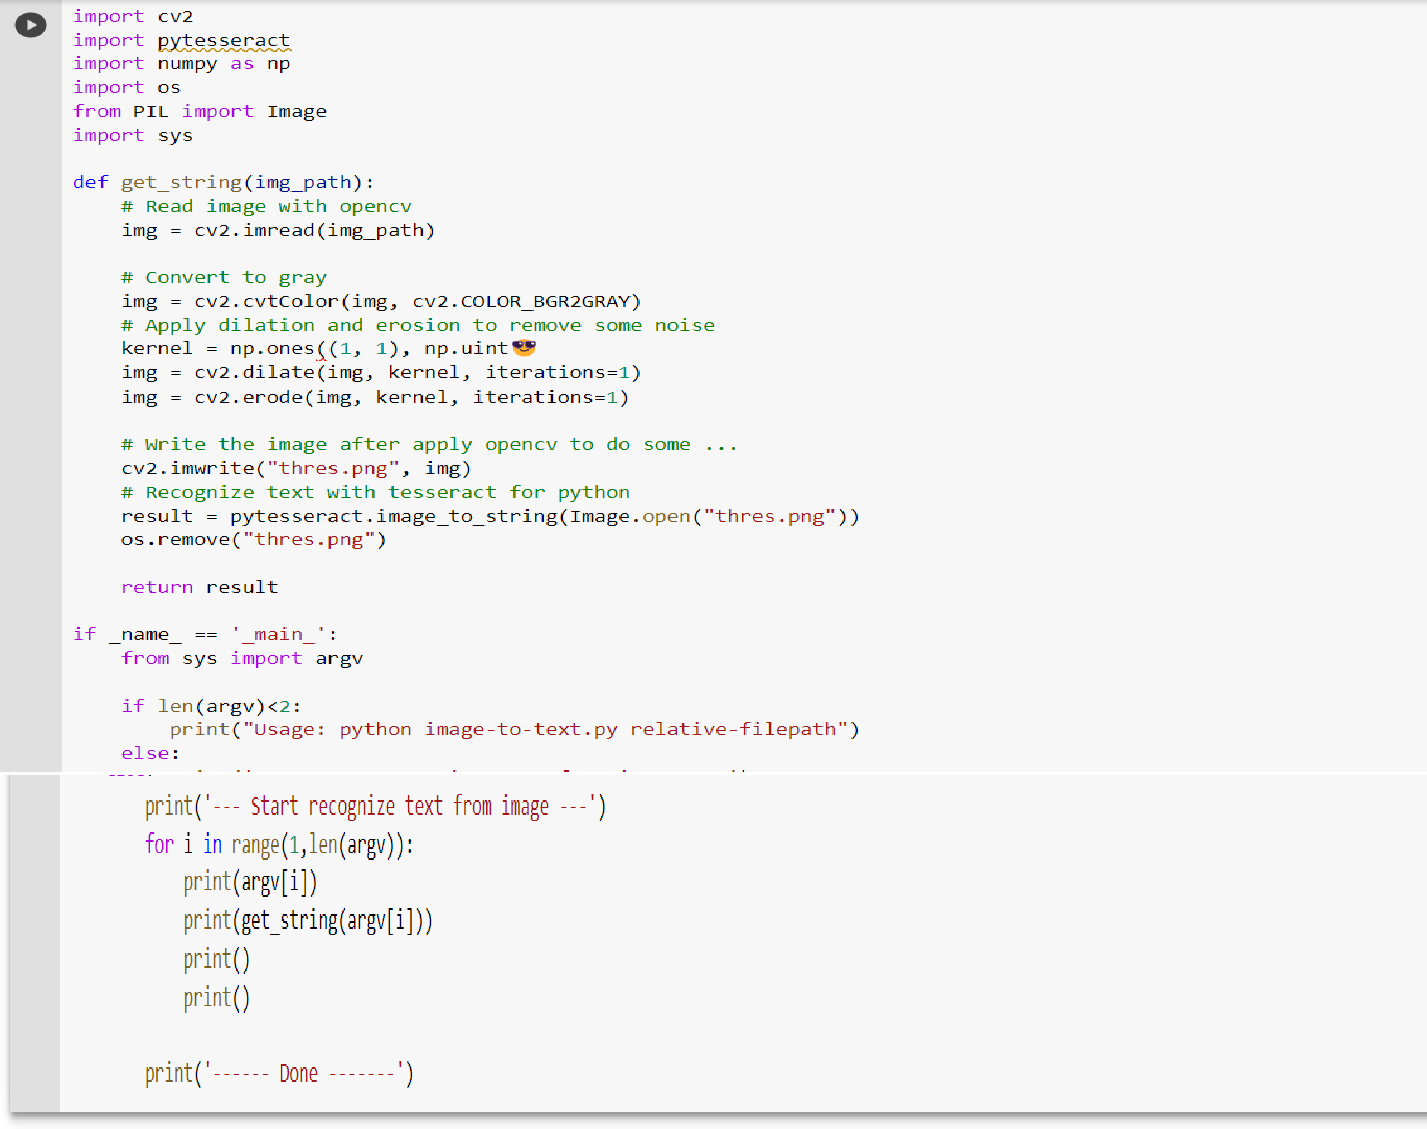 import cv2
import pytesseract
import numpy as np
import os
from PIL import Image
import sys

def get_string(img_path):
    # Read image with opencv
    img = cv2.imread(img_path)

    # Convert to gray
    img = cv2.cvtColor(img, cv2.COLOR_BGR2GRAY)
    # Apply dilation and erosion to remove some noise
    kernel = np.ones((1, 1), np.uint😎
    img = cv2.dilate(img, kernel, iterations=1)
    img = cv2.erode(img, kernel, iterations=1)

    # Write the image after apply opencv to do some ...
    cv2.imwrite("thres.png", img)
    # Recognize text with tesseract for python
    result = pytesseract.image_to_string(Image.open("thres.png"))
    os.remove("thres.png")

    return result

if _name_ == '_main_':
    from sys import argv

    if len(argv)<2:
        print("Usage: python image-to-text.py relative-filepath")
    else:
        print('--- Start recognize text from image ---')
        for i in range(1,len(argv)):
            print(argv[i])
            print(get_string(argv[i]))
            print()
            print()

        print('------ Done -------')